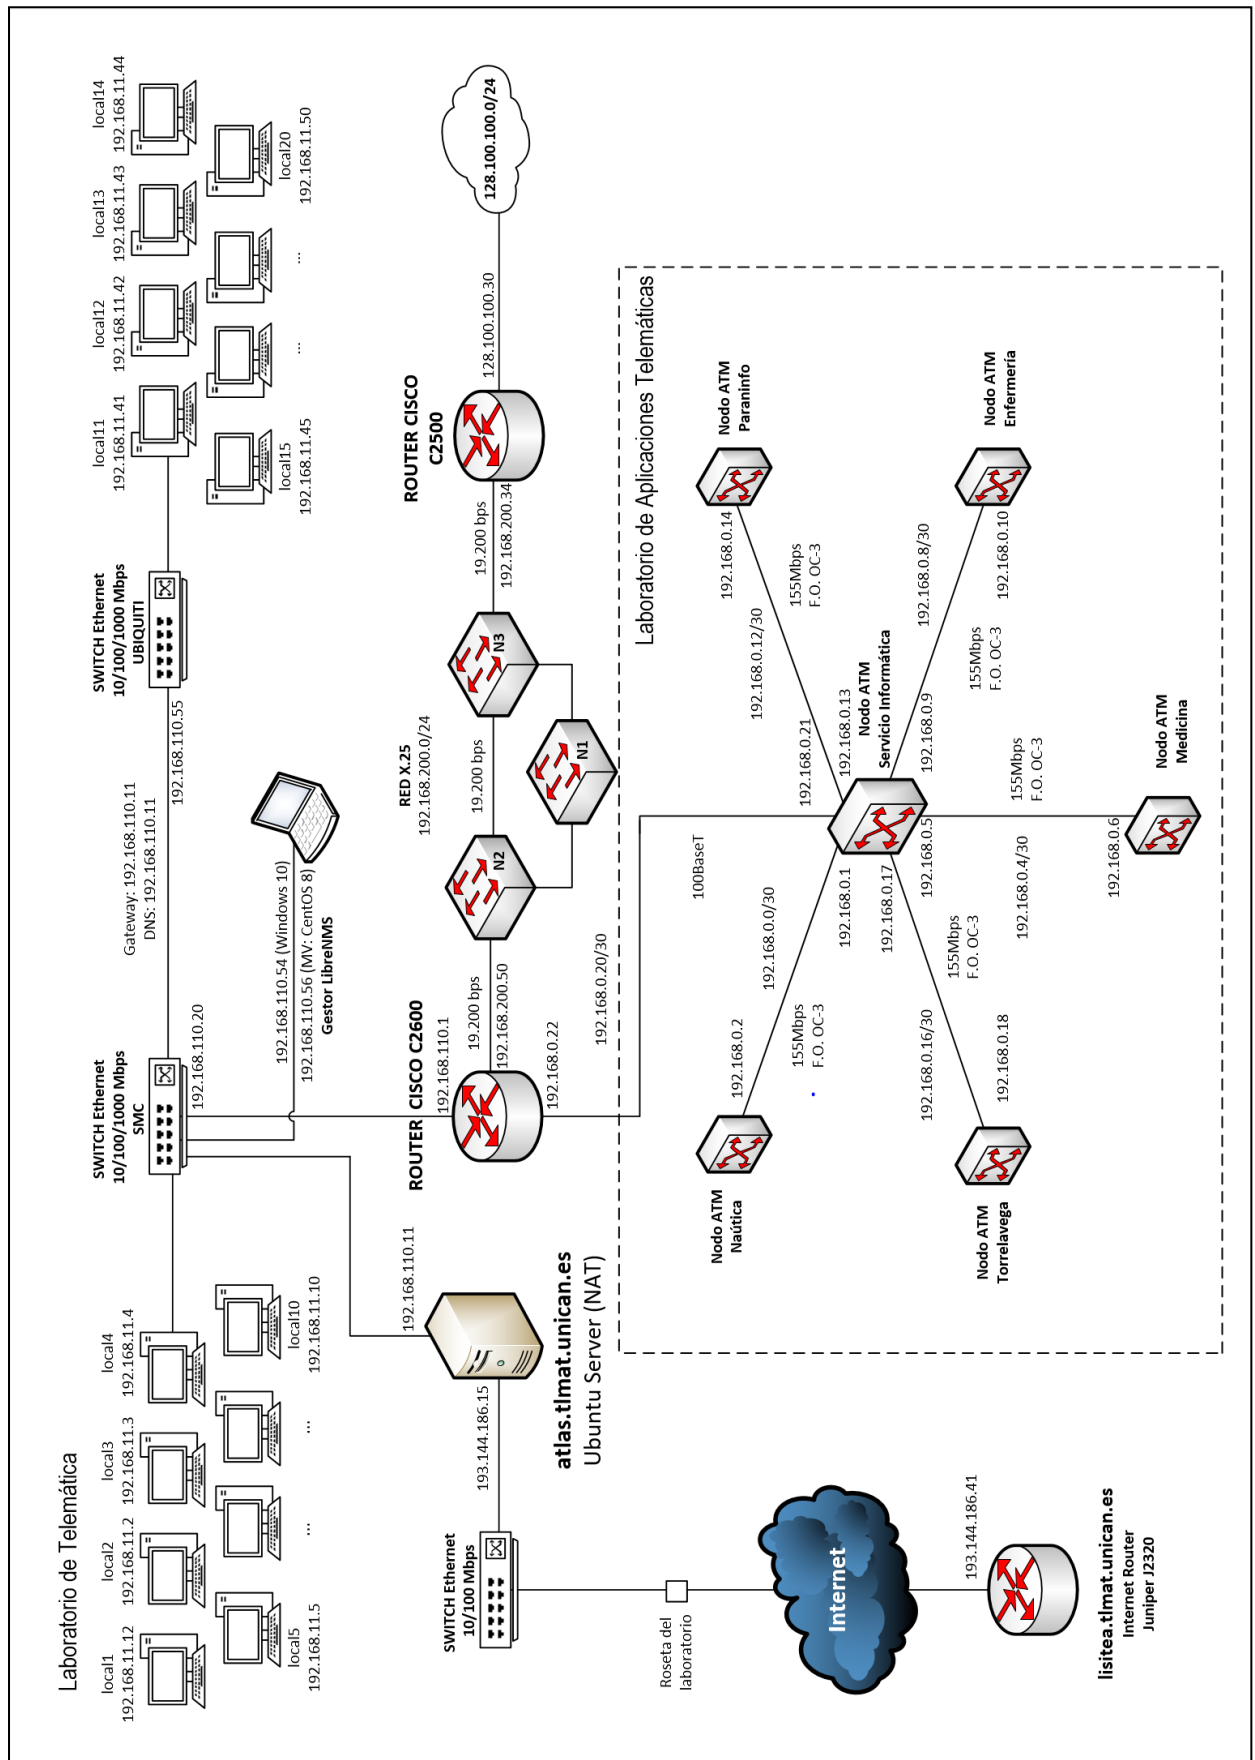 Laboratorio de Telemática
local1
192.168.11.12
local2
192.168.11.2
local3
192.168.11.3
local4
192.168.11.4
local5
192.168.11.5
...
...
local10
192.168.11.10
SWITCH Ethernet
10/100/1000 Mbps
SMC
192.168.110.20
Gateway: 192.168.110.11
DNS: 192.168.110.11
SWITCH Ethernet
10/100/1000 Mbps
UBIQUITI
192.168.110.55
local11
192.168.11.41
local12
192.168.11.42
local13
192.168.11.43
local14
192.168.11.44
local15
192.168.11.45
...
...
local20
192.168.11.50
192.168.110.54 (Windows 10)
192.168.110.56 (MV: CentOS 8)
Gestor LibreNMS
192.168.110.11
193.144.186.15
atlas.tlmat.unican.es
Ubuntu Server (NAT)
ROUTER CISCO C2600
192.168.110.1
19.200 bps
192.168.200.50
192.168.0.22
192.168.0.20/30
RED X.25
192.168.200.0/24
N2
19.200 bps
N3
N1
19.200 bps
192.168.200.34
ROUTER CISCO
C2500
128.100.100.30
128.100.100.0/24
SWITCH Ethernet
10/100 Mbps
Roseta del
laboratorio
Internet
193.144.186.41
lisitea.tlmat.unican.es
Internet Router
Juniper J2320
Laboratorio de Aplicaciones Telemáticas
100BaseT
Nodo ATM
Naútica
192.168.0.2
192.168.0.0/30
155Mbps
F.O. OC-3
192.168.0.1
192.168.0.21
192.168.0.13
Nodo ATM
Servicio Informática
192.168.0.12/30
155Mbps
F.O. OC-3
192.168.0.14
Nodo ATM
Paraninfo
192.168.0.17
192.168.0.5
192.168.0.9
Nodo ATM
Torrelavega
192.168.0.18
192.168.0.16/30
155Mbps
F.O. OC-3
192.168.0.4/30
155Mbps
F.O. OC-3
192.168.0.6
Nodo ATM
Medicina
192.168.0.8/30
155Mbps
F.O. OC-3
192.168.0.10
Nodo ATM
Enfermería